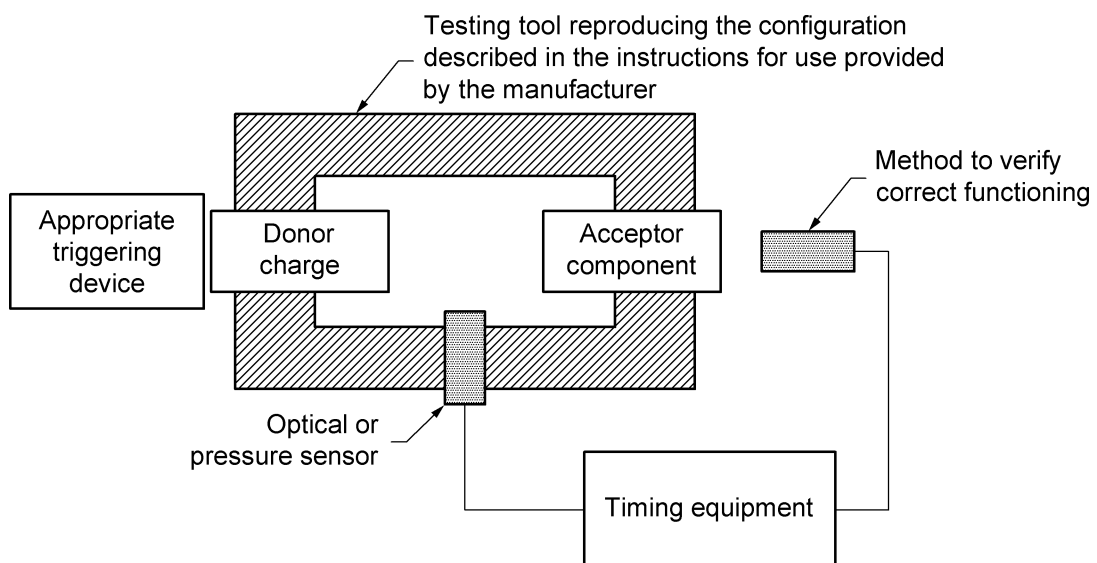 Testing tool reproducing the configuration
described in the instructions for use provided
by the manufacturer
Method to verify
correct functioning
Appropriate
triggering
device
Donor
charge
Acceptor
component
Optical or
pressure sensor
Timing equipment